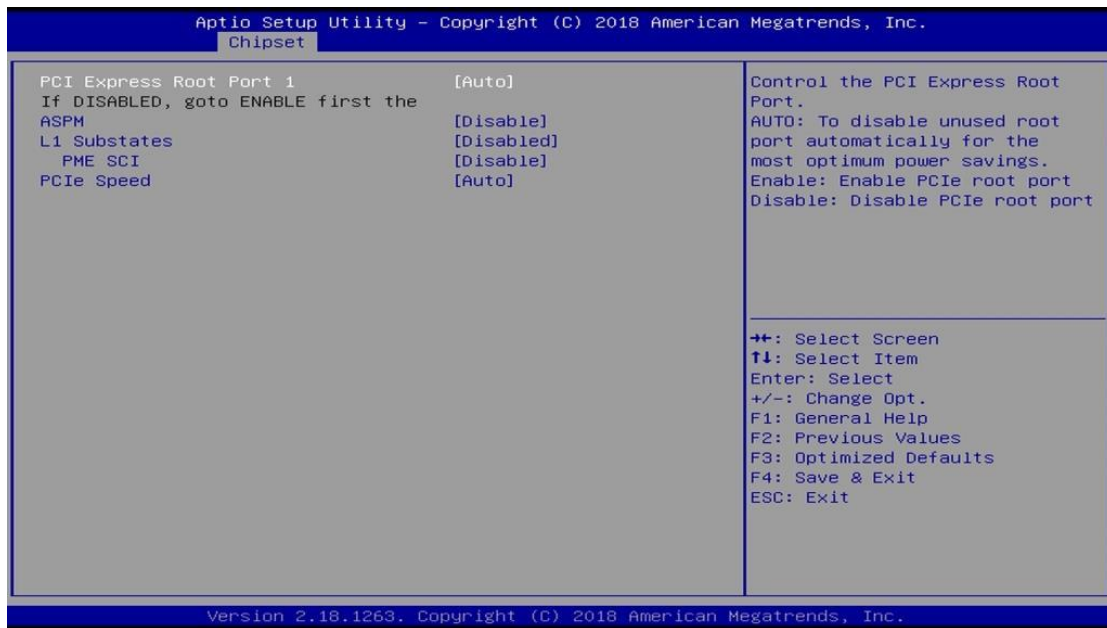 Aptio Setup Utility – Copyright (C) 2018 American Megatrends, Inc.
Chipset
PCI Express Root Port 1 [Auto]
If DISABLED, goto ENABLE first the
ASPM [Disable]
L1 Substates [Disabled]
PME SCI [Disable]
PCIe Speed [Auto]
Control the PCI Express Root
Port.
AUTO: To disable unused root
port automatically for the
most optimum power savings.
Enable: Enable PCIe root port
Disable: Disable PCIe root port
→←: Select Screen
↑↓: Select Item
Enter: Select
+/-: Change Opt.
F1: General Help
F2: Previous Values
F3: Optimized Defaults
F4: Save & Exit
ESC: Exit
Version 2.18.1263. Copyright (C) 2018 American Megatrends, Inc.